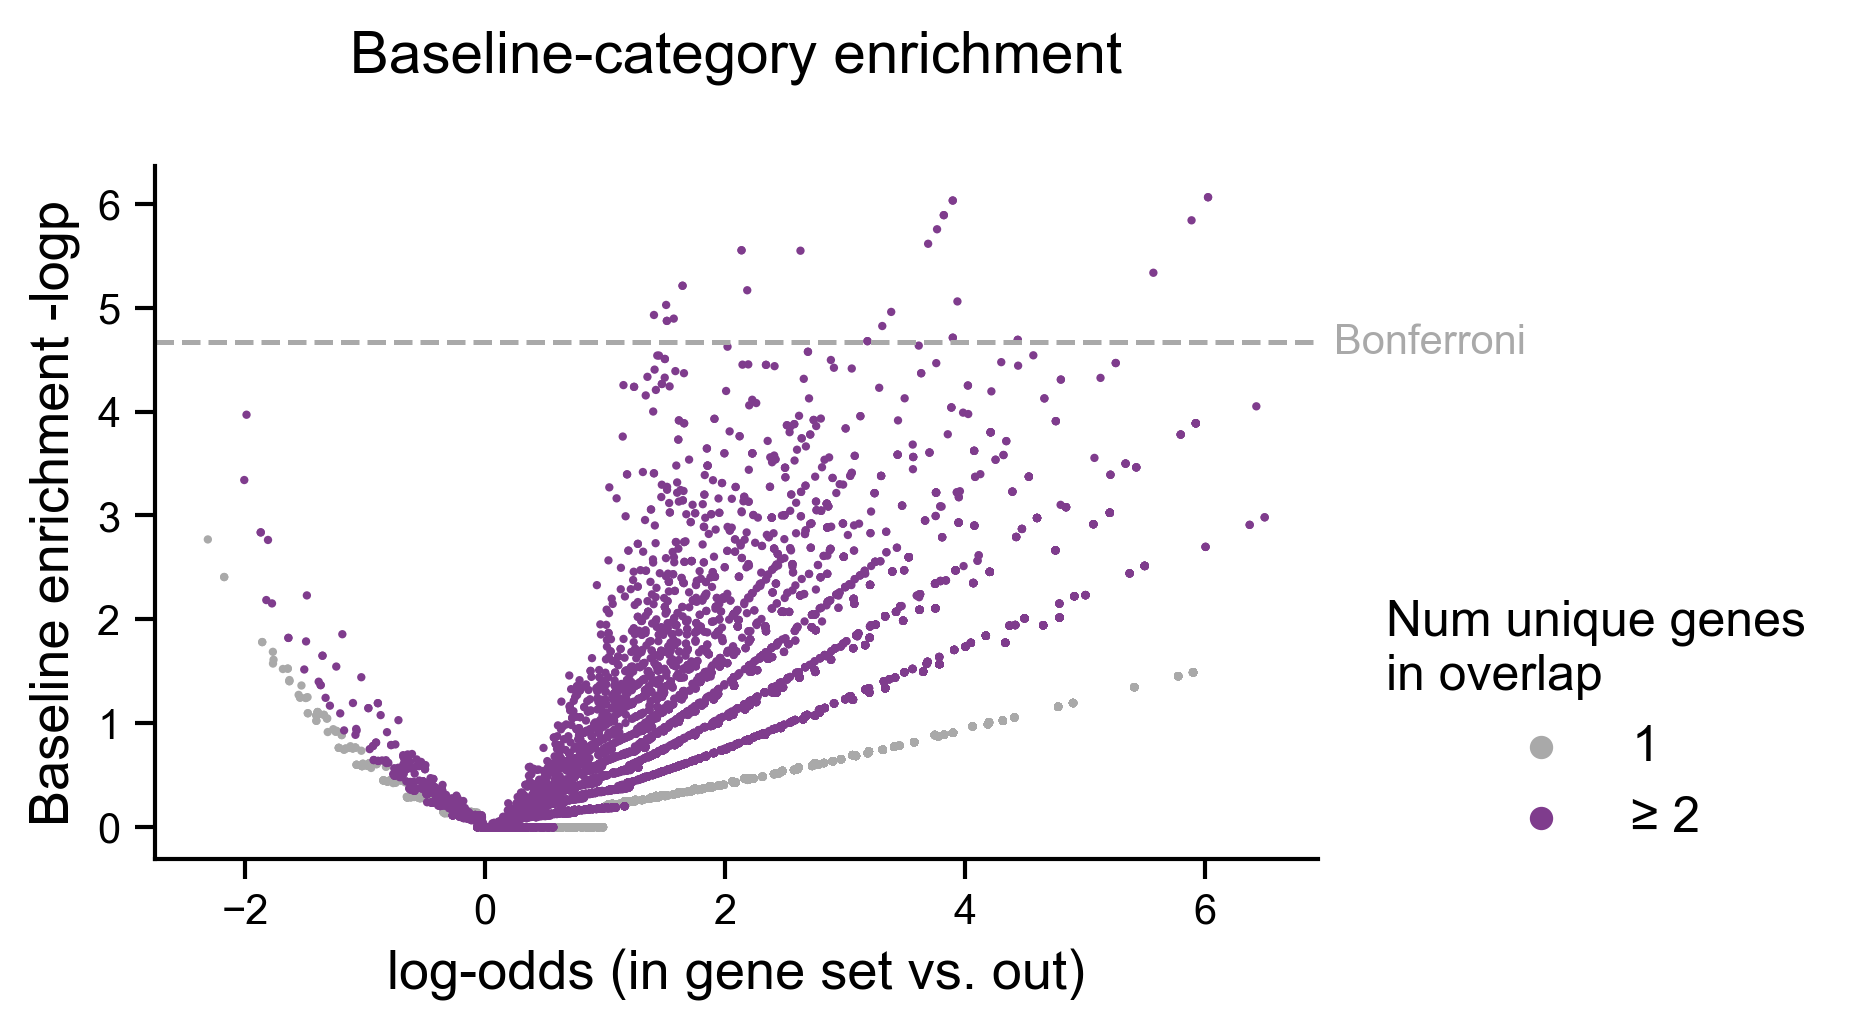 Baseline-category enrichment
Baseline enrichment -logp
6
5
4
3
2
1
0
Bonferroni
Num unique genes
in overlap
1
≥ 2
−2
0
2
4
6
log-odds (in gene set vs. out)